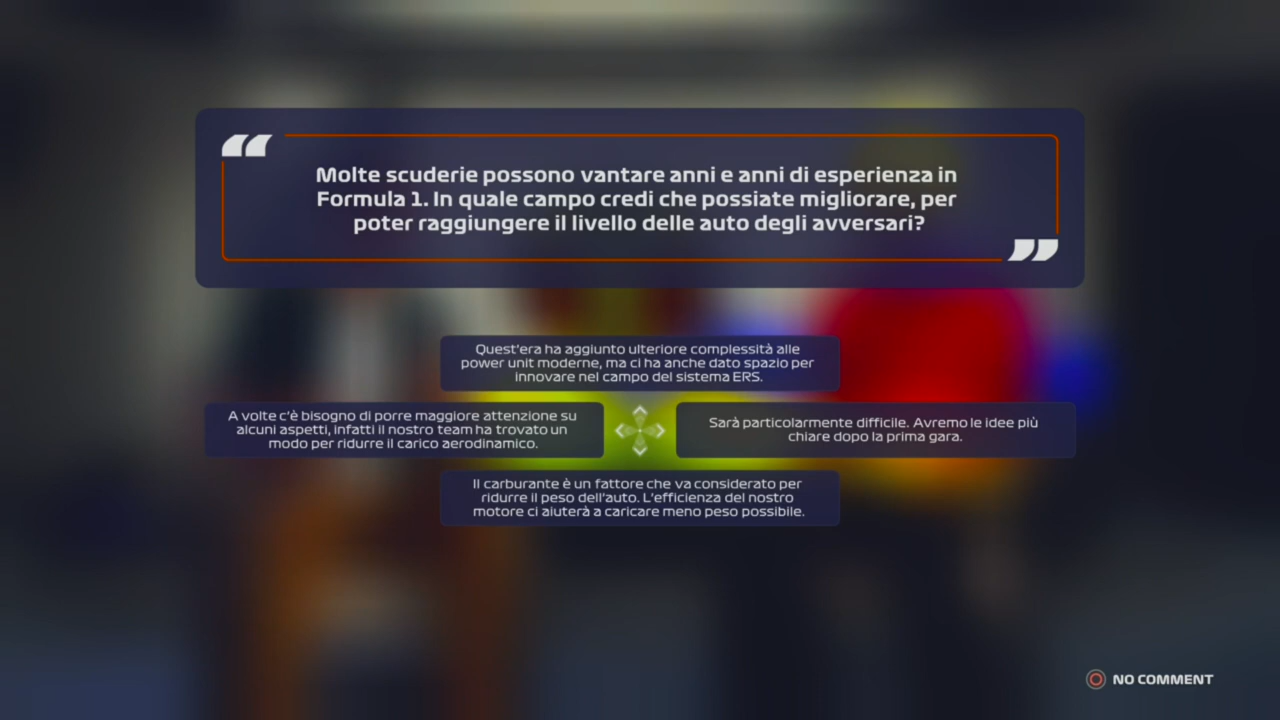 Molte scuderie possono vantare anni e anni di esperienza in
Formula 1. In quale campo credi che possiate migliorare, per
poter raggiungere il livello delle auto degli avversari?
Quest'era ha aggiunto ulteriore complessità alle
power unit moderne, ma ci ha anche dato spazio per
innovare nel campo del sistema ERS.
A volte c'è bisogno di porre maggiore attenzione su
alcuni aspetti, infatti il nostro team ha trovato un
modo per ridurre il carico aerodinamico.
Sarà particolarmente difficile. Avremo le idee più
chiare dopo la prima gara.
Il carburante è un fattore che va considerato per
ridurre il peso dell'auto. L'efficienza del nostro
motore ci aiuterà a caricare meno peso possibile.
NO COMMENT